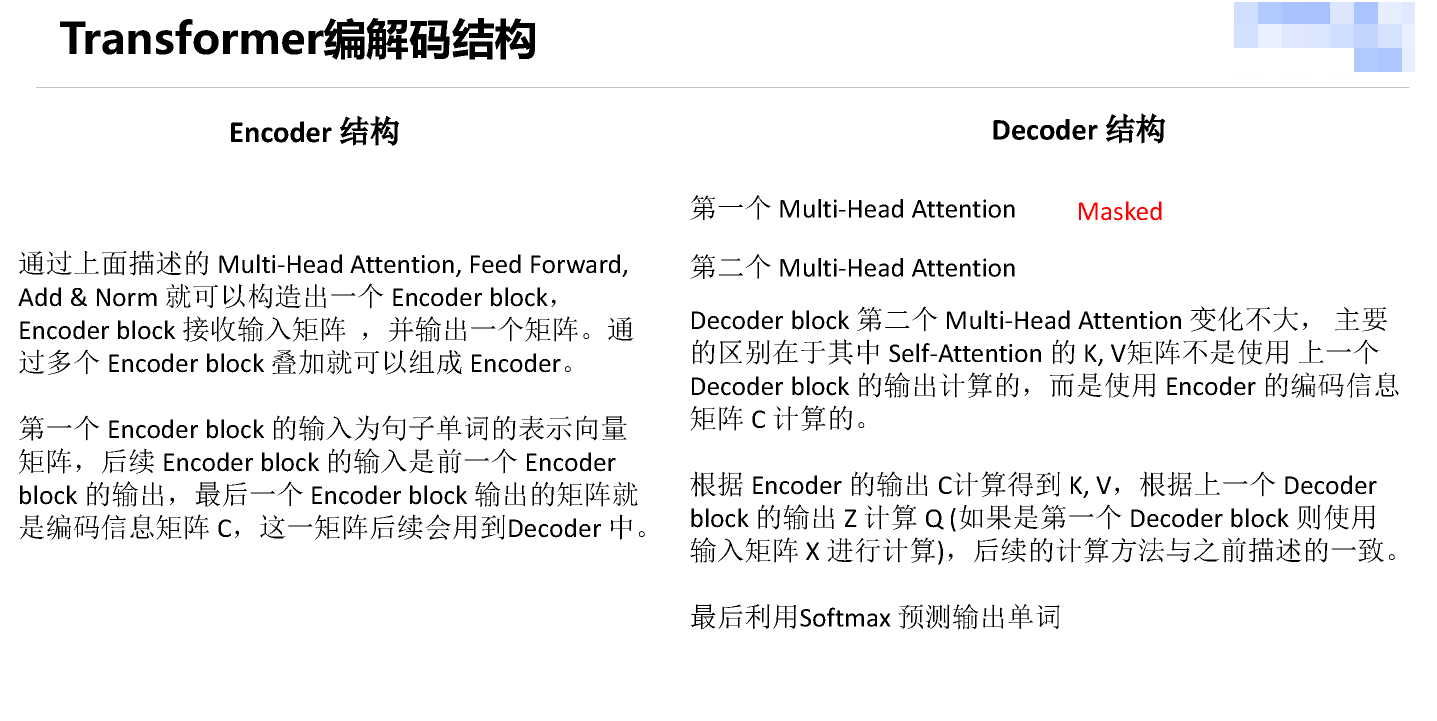 Transformer编解码结构
Encoder 结构
通过上面描述的 Multi-Head Attention, Feed Forward,
Add & Norm 就可以构造出一个 Encoder block，
Encoder block 接收输入矩阵 ，并输出一个矩阵。通
过多个 Encoder block 叠加就可以组成 Encoder。
第一个 Encoder block 的输入为句子单词的表示向量
矩阵，后续 Encoder block 的输入是前一个 Encoder
block 的输出，最后一个 Encoder block 输出的矩阵就
是编码信息矩阵 C，这一矩阵后续会用到Decoder 中。
Decoder 结构
第一个 Multi-Head Attention Masked
第二个 Multi-Head Attention
Decoder block 第二个 Multi-Head Attention 变化不大， 主要
的区别在于其中 Self-Attention 的 K, V矩阵不是使用 上一个
Decoder block 的输出计算的，而是使用 Encoder 的编码信息
矩阵 C 计算的。
根据 Encoder 的输出 C计算得到 K, V，根据上一个 Decoder
block 的输出 Z 计算 Q (如果是第一个 Decoder block 则使用
输入矩阵 X 进行计算)，后续的计算方法与之前描述的一致。
最后利用Softmax 预测输出单词